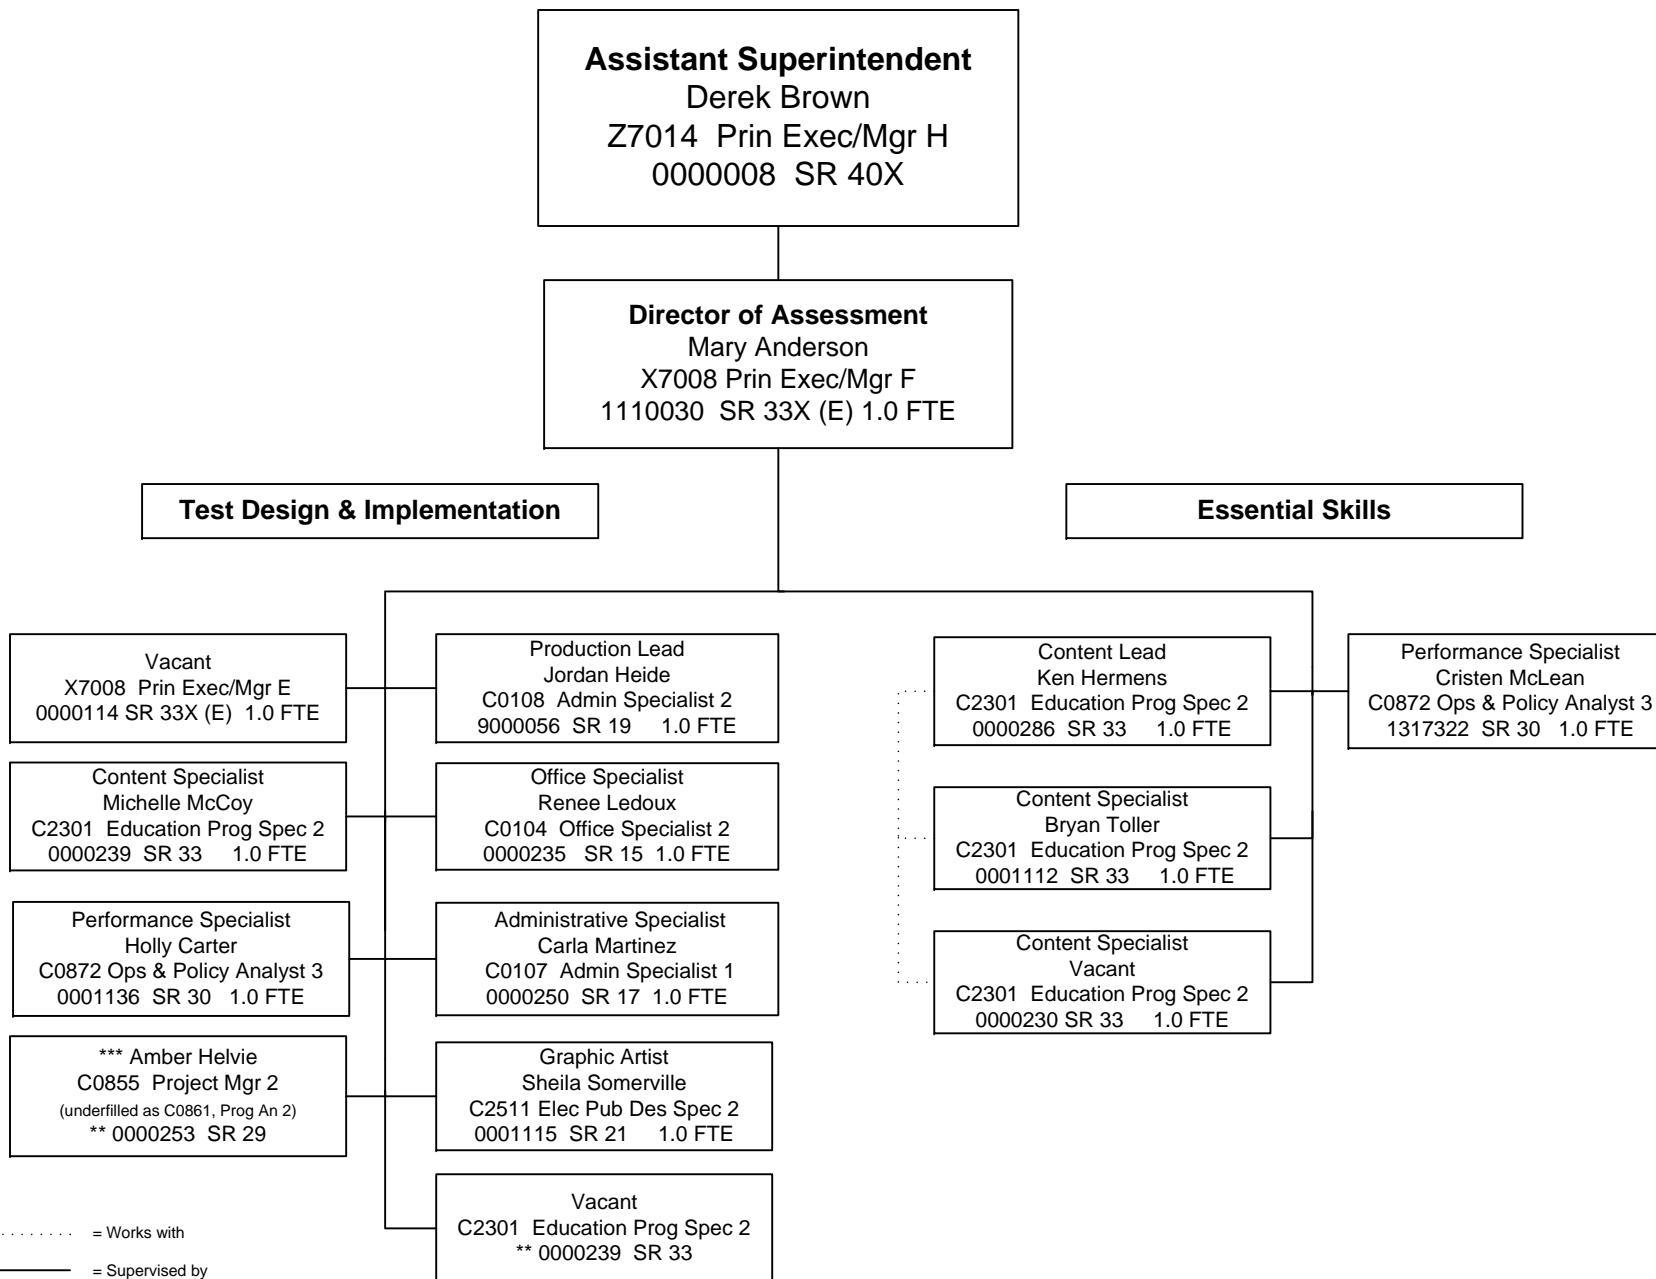 Assistant Superintendent
Derek Brown
Z7014 Prin Exec/Mgr H
0000008 SR 40X
Director of Assessment
Mary Anderson
X7008 Prin Exec/Mgr F
1110030 SR 33X (E) 1.0 FTE
Test Design & Implementation
Essential Skills
Vacant
X7008 Prin Exec/Mgr E
0000114 SR 33X (E) 1.0 FTE
Production Lead
Jordan Heide
C0108 Admin Specialist 2
9000056 SR 19 1.0 FTE
Content Lead
Ken Hermens
C2301 Education Prog Spec 2
0000286 SR 33 1.0 FTE
Performance Specialist
Cristen McLean
C0872 Ops & Policy Analyst 3
1317322 SR 30 1.0 FTE
Content Specialist
Michelle McCoy
C2301 Education Prog Spec 2
0000239 SR 33 1.0 FTE
Office Specialist
Renee Ledoux
C0104 Office Specialist 2
0000235 SR 15 1.0 FTE
Content Specialist
Bryan Toller
C2301 Education Prog Spec 2
0001112 SR 33 1.0 FTE
Performance Specialist
Holly Carter
C0872 Ops & Policy Analyst 3
0001136 SR 30 1.0 FTE
Administrative Specialist
Carla Martinez
C0107 Admin Specialist 1
0000250 SR 17 1.0 FTE
Content Specialist
Vacant
C2301 Education Prog Spec 2
0000230 SR 33 1.0 FTE
*** Amber Helvie
C0855 Project Mgr 2
(underfilled as C0861, Prog An 2)
** 0000253 SR 29
Graphic Artist
Sheila Somerville
C2511 Elec Pub Des Spec 2
0001115 SR 21 1.0 FTE
Vacant
C2301 Education Prog Spec 2
** 0000239 SR 33
= Works with
= Supervised by